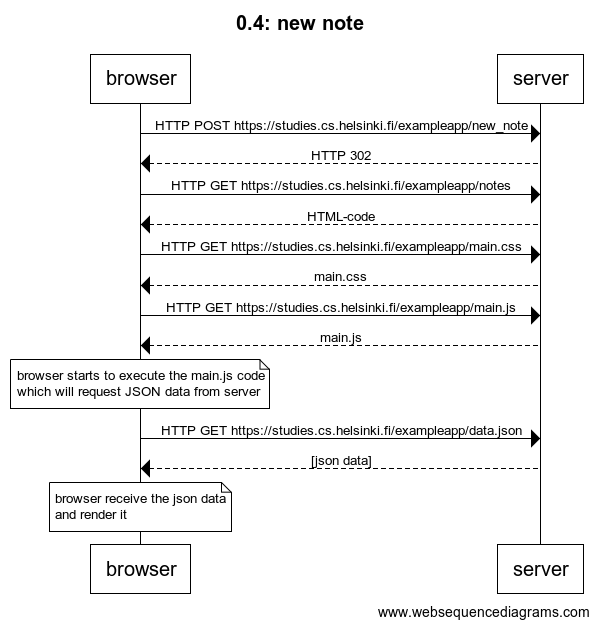 0.4: new note
browser
server
HTTP POST https://studies.cs.helsinki.fi/exampleapp/new_note
HTTP 302
HTTP GET https://studies.cs.helsinki.fi/exampleapp/notes
HTML-code
HTTP GET https://studies.cs.helsinki.fi/exampleapp/main.css
main.css
HTTP GET https://studies.cs.helsinki.fi/exampleapp/main.js
main.js
browser starts to execute the main.js code
which will request JSON data from server
HTTP GET https://studies.cs.helsinki.fi/exampleapp/data.json
[json data]
browser receive the json data
and render it
browser
server
www.websequencediagrams.com